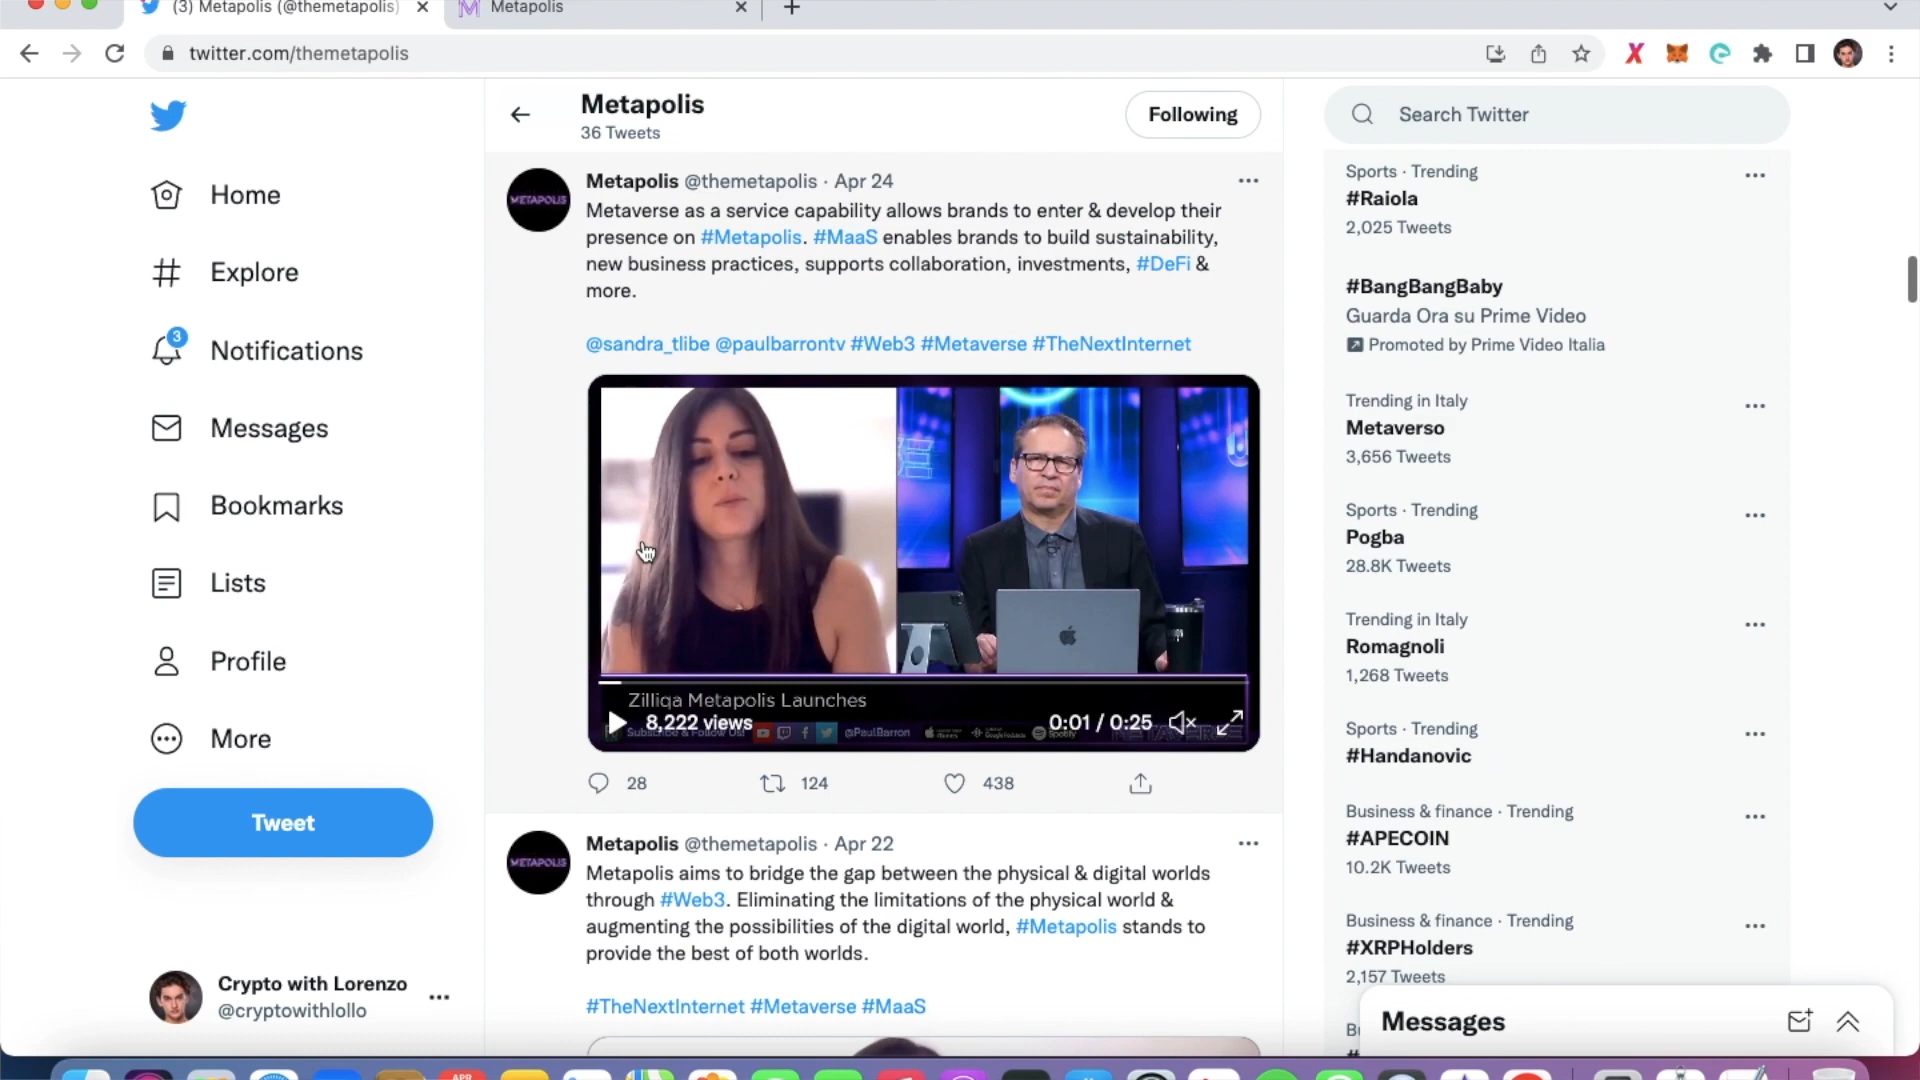 (3) Metapolis (@themetapolis)
Metapolis
twitter.com/themetapolis
Home
Explore
3
Notifications
Messages
Bookmarks
Lists
Profile
More
Tweet
Crypto with Lorenzo
@cryptowithlollo
Metapolis
36 Tweets
Following
METAPOLIS
Metapolis @themetapolis · Apr 24
Metaverse as a service capability allows brands to enter & develop their
presence on #Metapolis. #MaaS enables brands to build sustainability,
new business practices, supports collaboration, investments, #DeFi &
more.
@sandra_tlibe @paulbarrontv #Web3 #Metaverse #TheNextInternet
Zilliqa Metapolis Launches
8,222 views
0:01 / 0:25
Subscribe & Follow Us!
@PaulBarron
Spotify
28
124
438
METAPOLIS
Metapolis @themetapolis · Apr 22
Metapolis aims to bridge the gap between the physical & digital worlds
through #Web3. Eliminating the limitations of the physical world &
augmenting the possibilities of the digital world, #Metapolis stands to
provide the best of both worlds.
#TheNextInternet #Metaverse #MaaS
Search Twitter
Sports · Trending
#Raiola
2,025 Tweets
#BangBangBaby
Guarda Ora su Prime Video
Promoted by Prime Video Italia
Trending in Italy
Metaverso
3,656 Tweets
Sports · Trending
Pogba
28.8K Tweets
Trending in Italy
Romagnoli
1,268 Tweets
Sports · Trending
#Handanovic
Business & finance · Trending
#APECOIN
10.2K Tweets
Business & finance · Trending
#XRPHolders
2,157 Tweets
Messages
APR